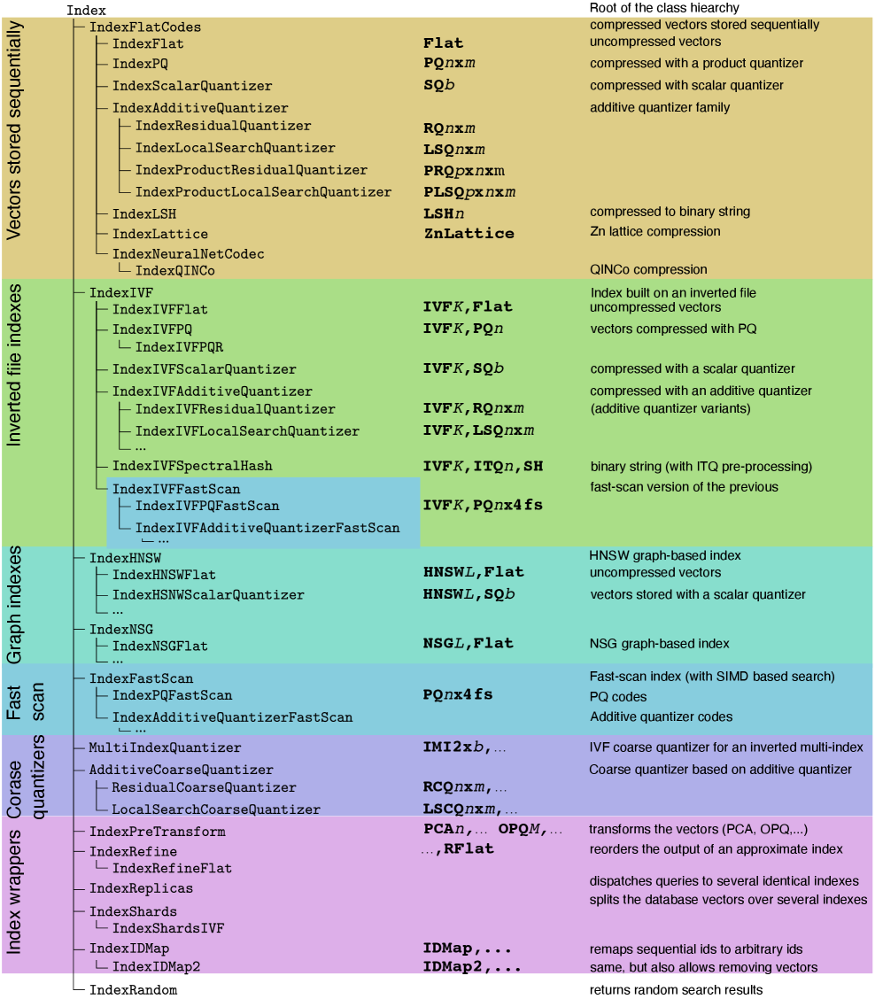 Index Root of the class hiearchy
Vectors stored sequentially
IndexFlatCodes compressed vectors stored sequentially
IndexFlat Flat uncompressed vectors
IndexPQ PQnxm compressed with a product quantizer
IndexScalarQuantizer SQb compressed with scalar quantizer
IndexAdditiveQuantizer additive quantizer family
IndexResidualQuantizer RQnxm
IndexLocalSearchQuantizer LSQnxm
IndexProductResidualQuantizer PRQpxnxm
IndexProductLocalSearchQuantizer PLSQpxnxm
IndexLSH LSHn compressed to binary string
IndexLattice ZnLattice Zn lattice compression
IndexNeuralNetCodec
IndexQINCo QINCo compression
Inverted file indexes
IndexIVF Index built on an inverted file
IndexIVFFlat IVFK,Flat uncompressed vectors
IndexIVFPQ IVFK,PQn vectors compressed with PQ
IndexIVFPQR
IndexIVFScalarQuantizer IVFK,SQb compressed with a scalar quantizer
IndexIVFAdditiveQuantizer compressed with an additive quantizer
IndexIVFResidualQuantizer IVFK,RQnxm (additive quantizer variants)
IndexIVFLocalSearchQuantizer IVFK,LSQnxm
...
IndexIVFSpectralHash IVFK,ITQn,SH binary string (with ITQ pre-processing)
IndexIVFFastScan fast-scan version of the previous
IndexIVFPQFastScan IVFK,PQnx4fs
IndexIVFAdditiveQuantizerFastScan
...
Graph indexes
IndexHNSW HNSW graph-based index
IndexHNSWFlat HNSWL,Flat uncompressed vectors
IndexHSNWScalarQuantizer HNSWL,SQb vectors stored with a scalar quantizer
...
IndexNSG
IndexNSGFlat NSGL,Flat NSG graph-based index
...
Fast scan
IndexFastScan Fast-scan index (with SIMD based search)
IndexPQFastScan PQnx4fs PQ codes
IndexAdditiveQuantizerFastScan Additive quantizer codes
...
Corase quantizers
MultiIndexQuantizer IMI2xb,... IVF coarse quantizer for an inverted multi-index
AdditiveCoarseQuantizer Coarse quantizer based on additive quantizer
ResidualCoarseQuantizer RCQnxm,...
LocalSearchCoarseQuantizer LSCQnxm,...
Index wrappers
IndexPreTransform PCAn,... OPQM,... transforms the vectors (PCA, OPQ,...)
IndexRefine ...,RFlat reorders the output of an approximate index
IndexRefineFlat
IndexReplicas dispatches queries to several identical indexes
IndexShards splits the database vectors over several indexes
IndexShardsIVF
IndexIDMap IDMap,... remaps sequential ids to arbitrary ids
IndexIDMap2 IDMap2,... same, but also allows removing vectors
IndexRandom returns random search results